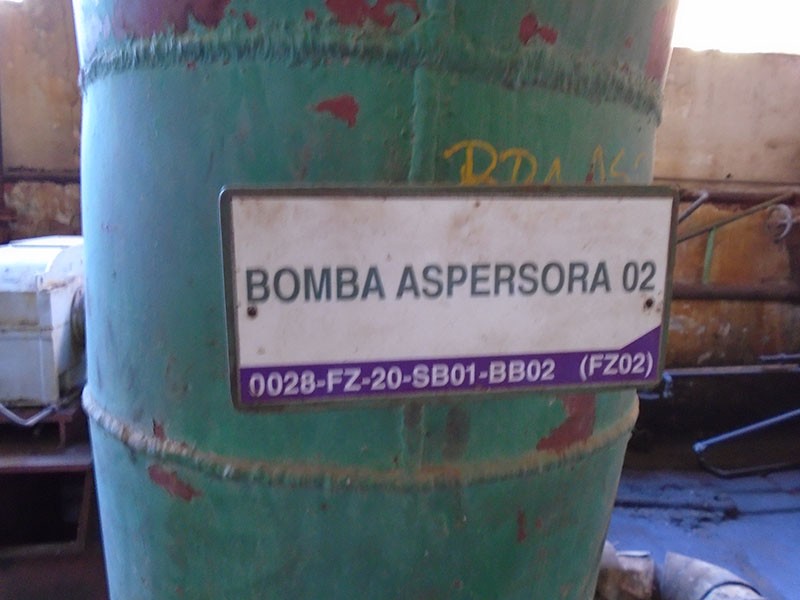 BOMBA ASPERSORA 02
0028-FZ-20-SB01-BB02 (FZ02)